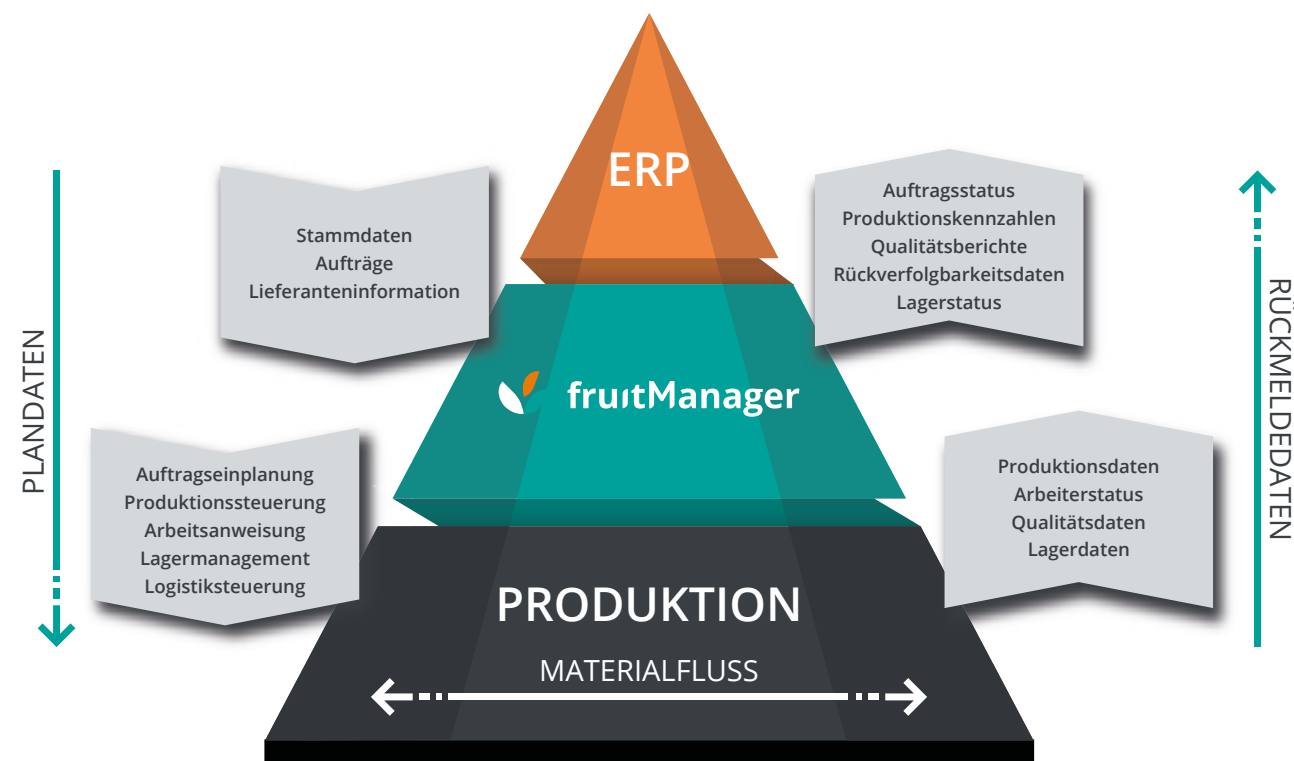 ERP
Stammdaten
Aufträge
Lieferanteninformation
Auftragsstatus
Produktionskennzahlen
Qualitätsberichte
Rückverfolgbarkeitsdaten
Lagerstatus
PLANDATEN
RÜCKMELDEDATEN
fruitManager
Auftragseinplanung
Produktionssteuerung
Arbeitsanweisung
Lagermanagement
Logistiksteuerung
Produktionsdaten
Arbeiterstatus
Qualitätsdaten
Lagerdaten
PRODUKTION
MATERIALFLUSS